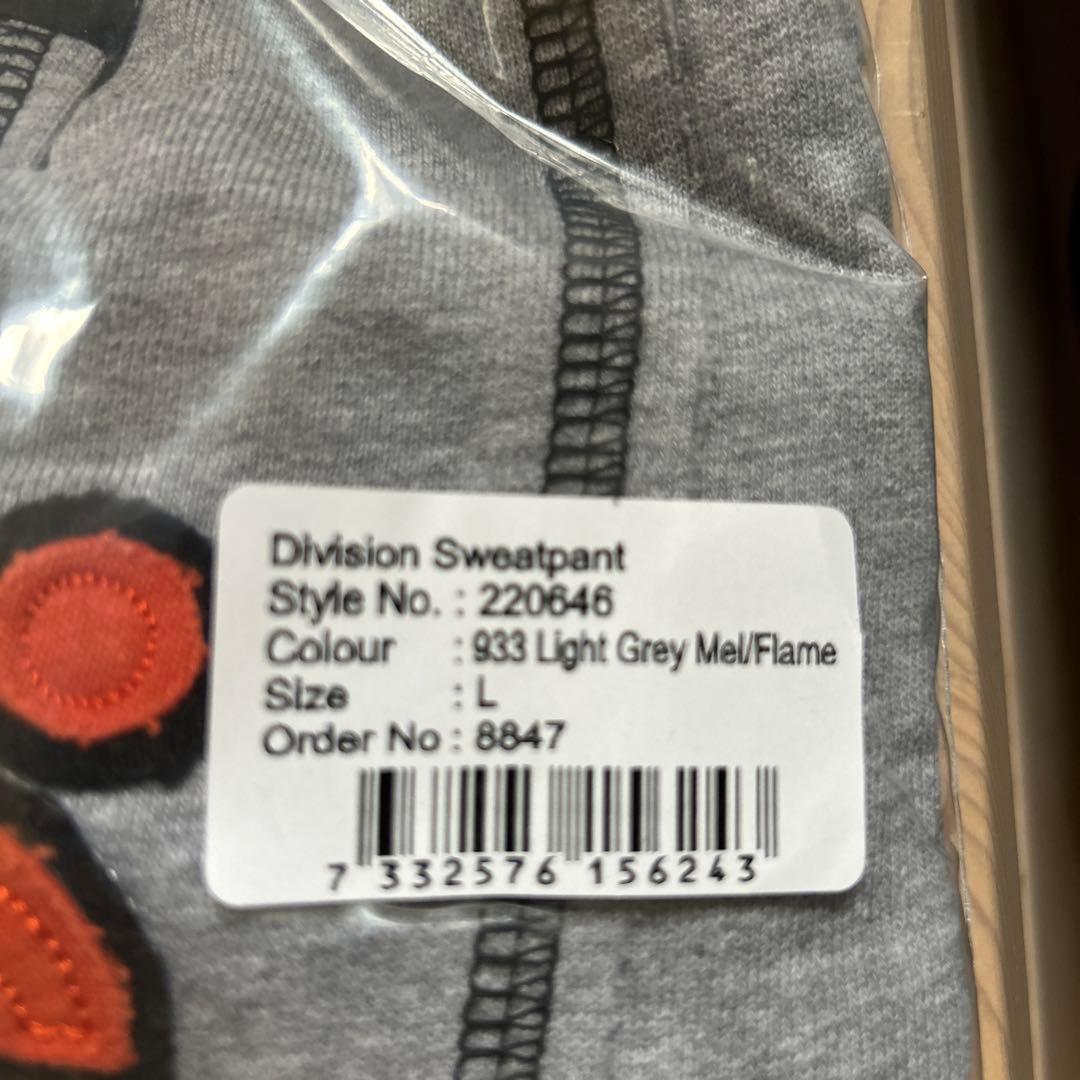 Division Sweatpant
Style No. : 220646
Colour : 933 Light Grey Mel/Flame
Size : L
Order No : 8847
7 332576 156243